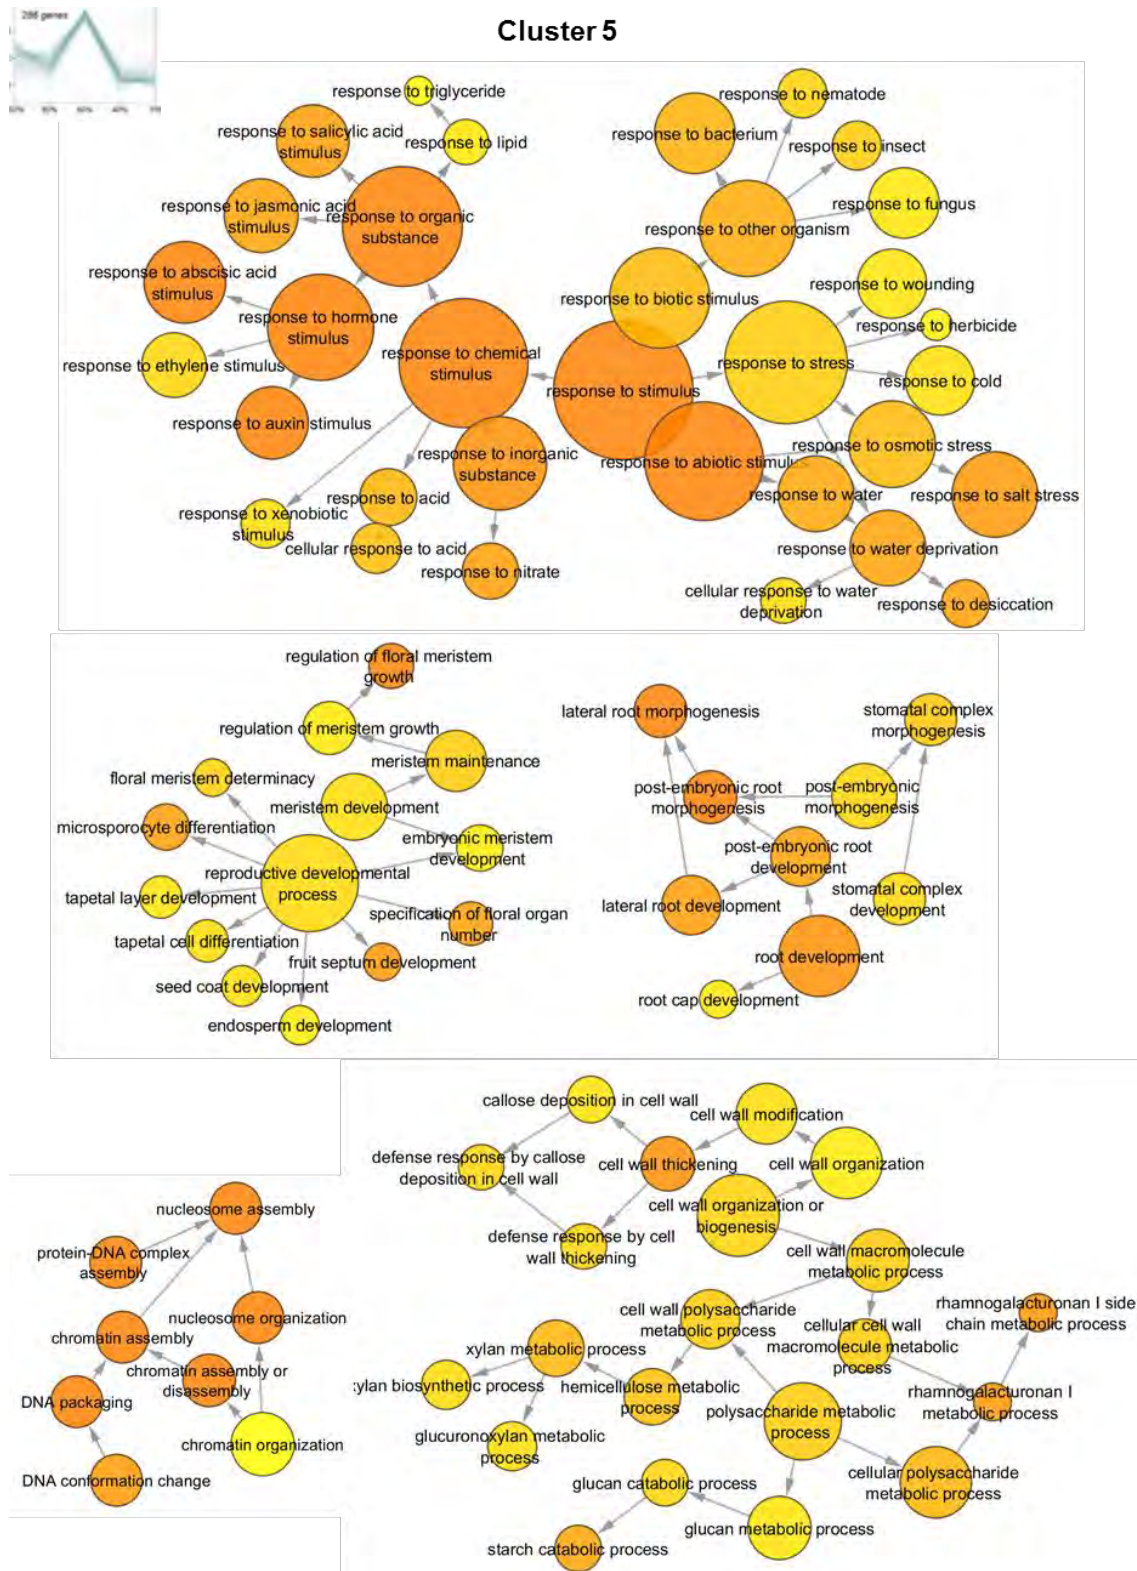 286 genes
Cluster 5
60%
40%
response to triglyceride
response to salicylic acid
stimulus
response to lipid
response to jasmonic acid
stimulus
response to organic
substance
response to abscisic acid
stimulus
response to hormone
stimulus
response to ethylene stimulus
response to chemical
stimulus
response to auxin stimulus
response to inorganic
substance
response to acid
response to xenobiotic
stimulus
cellular response to acid
response to nitrate
response to nematode
response to bacterium
response to insect
response to fungus
response to other organism
response to wounding
response to biotic stimulus
response to herbicide
response to stress
response to cold
response to stimulus
response to osmotic stress
response to abiotic stimulus
response to water
response to salt stress
response to water deprivation
cellular response to water
deprivation
response to desiccation
regulation of floral meristem
growth
regulation of meristem growth
meristem maintenance
floral meristem determinacy
meristem development
microsporocyte differentiation
embryonic meristem
development
reproductive developmental
process
tapetal layer development
specification of floral organ
number
tapetal cell differentiation
fruit septum development
seed coat development
endosperm development
lateral root morphogenesis
stomatal complex
morphogenesis
post-embryonic root
morphogenesis
post-embryonic
morphogenesis
post-embryonic root
development
stomatal complex
development
lateral root development
root development
root cap development
nucleosome assembly
protein-DNA complex
assembly
nucleosome organization
chromatin assembly
chromatin assembly or
disassembly
DNA packaging
chromatin organization
DNA conformation change
callose deposition in cell wall
cell wall modification
defense response by callose
deposition in cell wall
cell wall thickening
cell wall organization
cell wall organization or
biogenesis
defense response by cell
wall thickening
cell wall macromolecule
metabolic process
cell wall polysaccharide
metabolic process
cellular cell wall
macromolecule metabolic
process
rhamnogalacturonan I side
chain metabolic process
xylan metabolic process
xylan biosynthetic process
hemicellulose metabolic
process
rhamnogalacturonan I
metabolic process
polysaccharide metabolic
process
glucuronoxylan metabolic
process
cellular polysaccharide
metabolic process
glucan catabolic process
glucan metabolic process
starch catabolic process